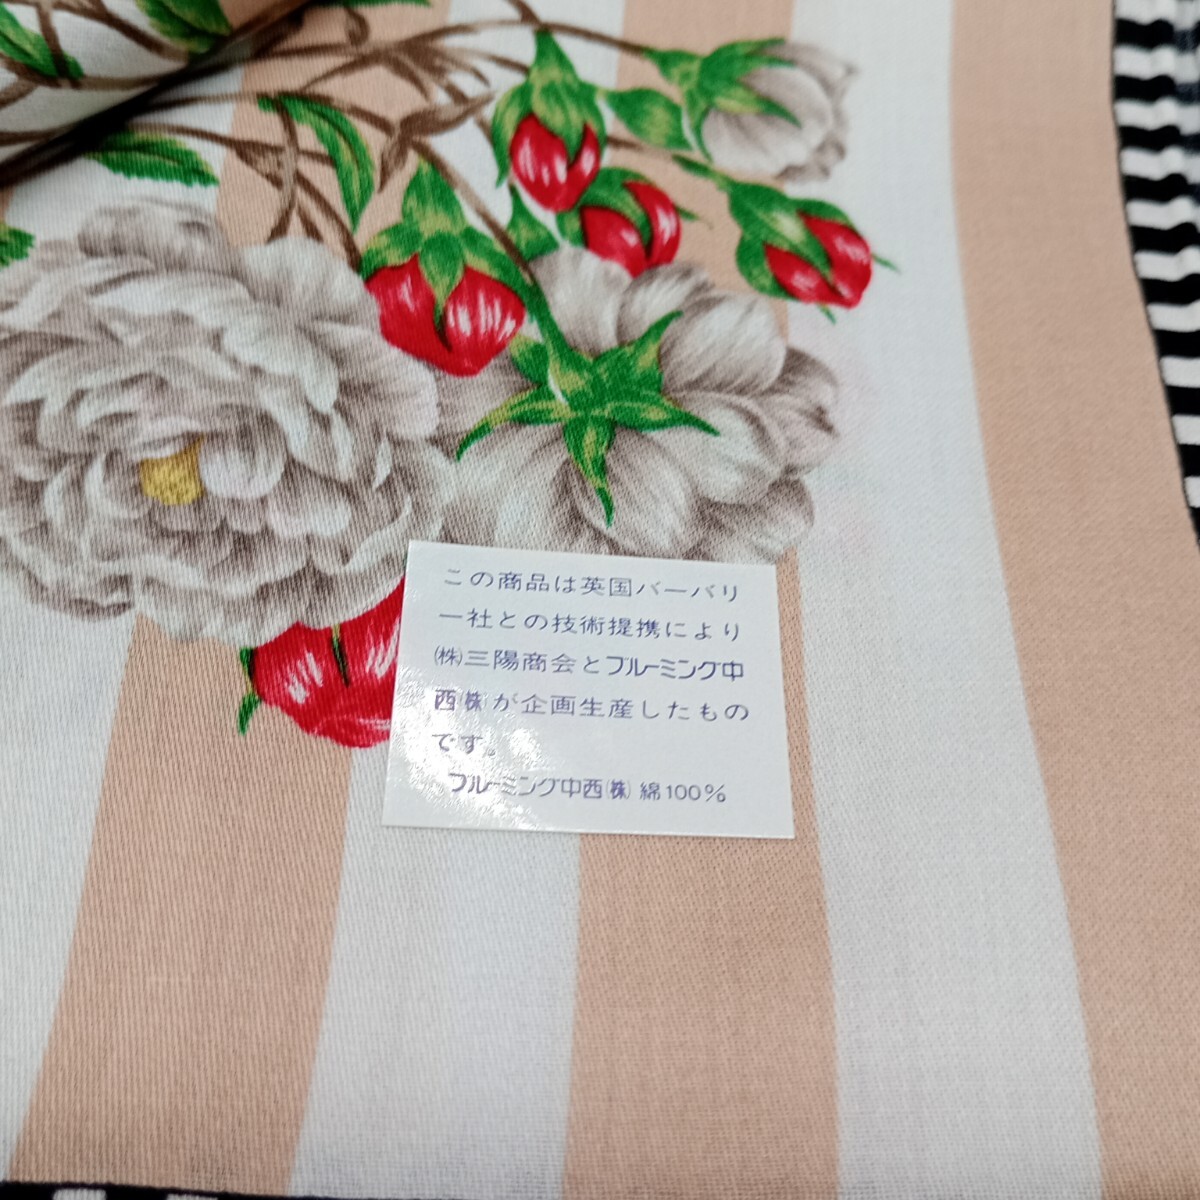 この商品は英国バーバリ
ー社との技術提携により
㈱三陽商会とブルーミング中
西㈱が企画生産したもの
です。
ブルーミング中西㈱ 綿100%